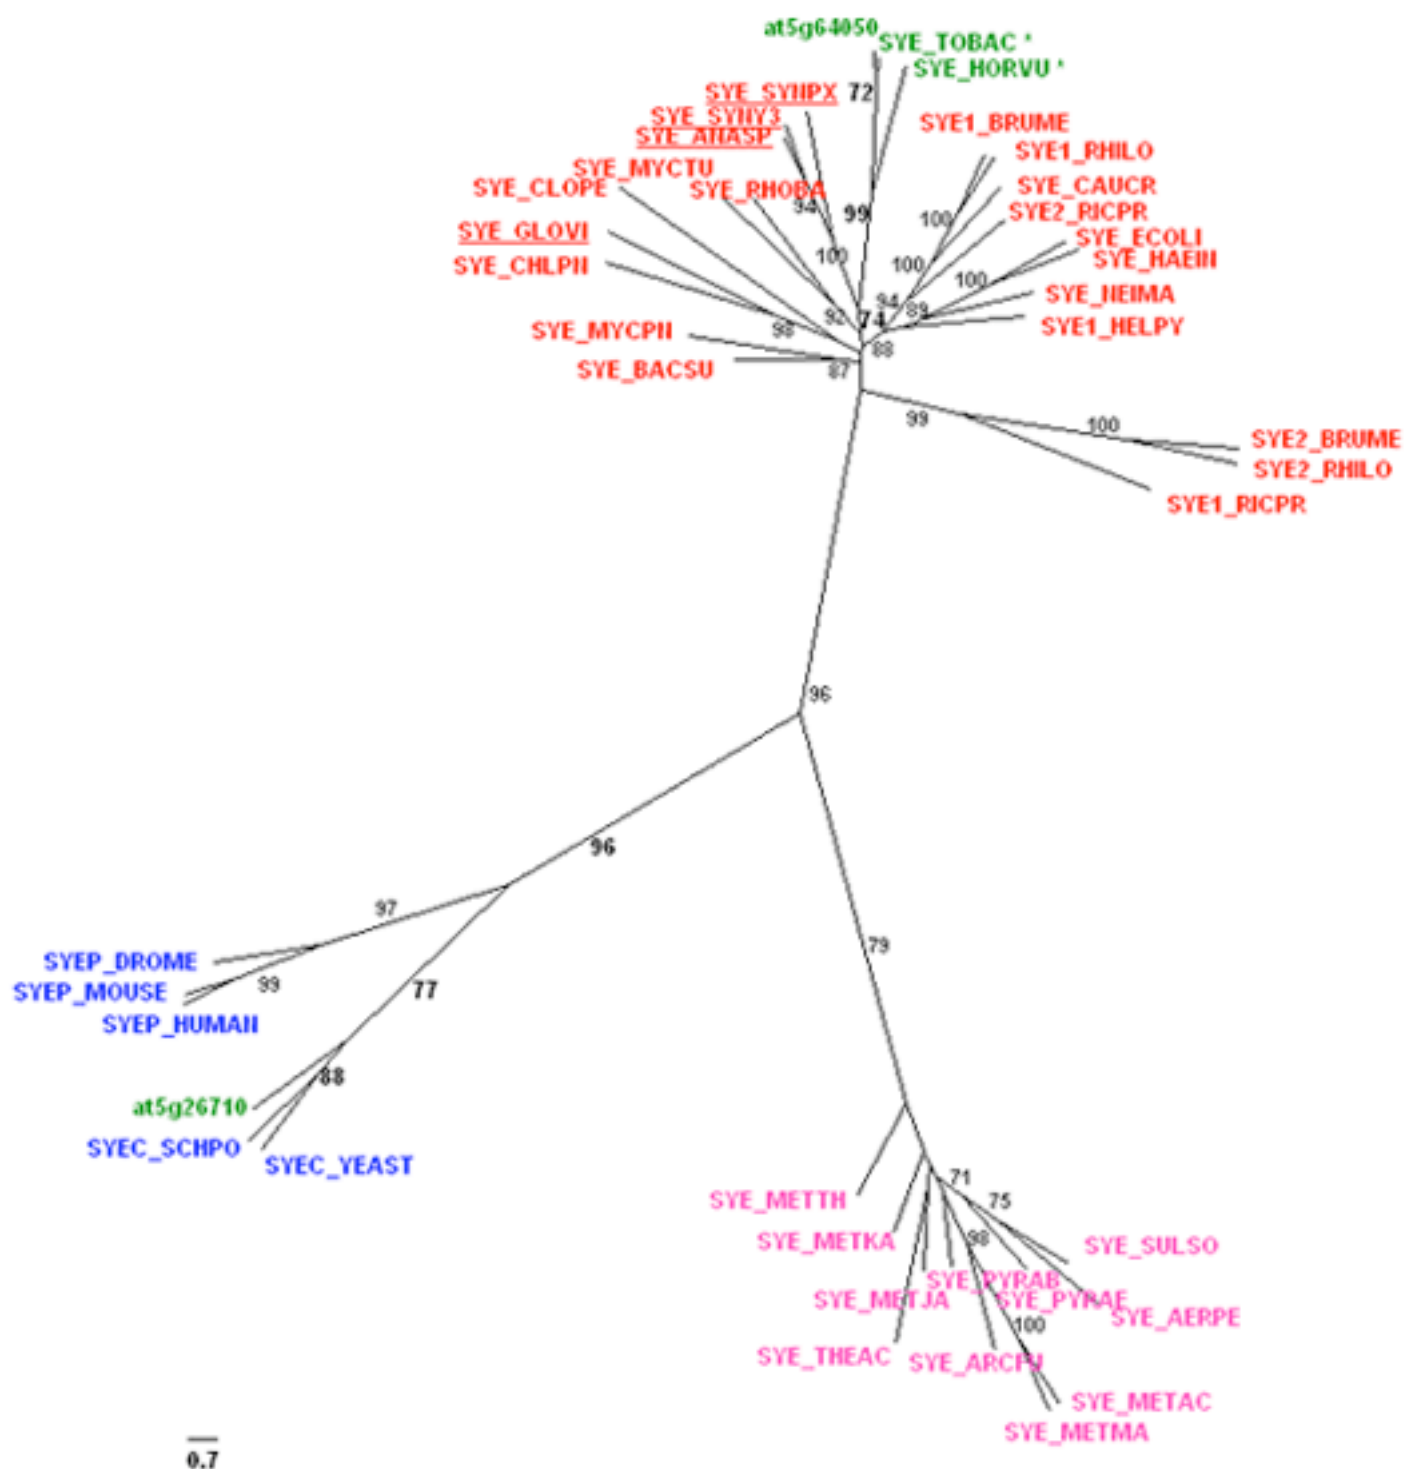 at5g64050
SYE_TOBAC *
SYE_HORVU *
72
SYE_SYNPX
SYE_SYNY3
SYE_ANASP
SYE1_BRUME
SYE1_RHILO
SYE_MYCTU
SYE_CLOPE
SYE_RHOBA
SYE_CAUCR
94
99
100
SYE2_RICPR
SYE_GLOVI
SYE_ECOLI
SYE_HAEIN
100
100
SYE_CHLPN
100
SYE_NEIMA
94
89
92
74
SYE1_HELPY
98
SYE_MYCPN
88
SYE_BACSU
87
99
100
SYE2_BRUME
SYE2_RHILO
SYE1_RICPR
96
96
97
79
SYEP_DROME
99
77
SYEP_MOUSE
SYEP_HUMAN
88
at5g26710
SYEC_SCHPO
SYEC_YEAST
71
75
SYE_METTH
98
SYE_METKA
SYE_SULSO
SYE_PYRAB
SYE_METJA
SYE_PYRAE
SYE_AERPE
100
SYE_THEAC
SYE_ARCFU
SYE_METAC
SYE_METMA
0.7